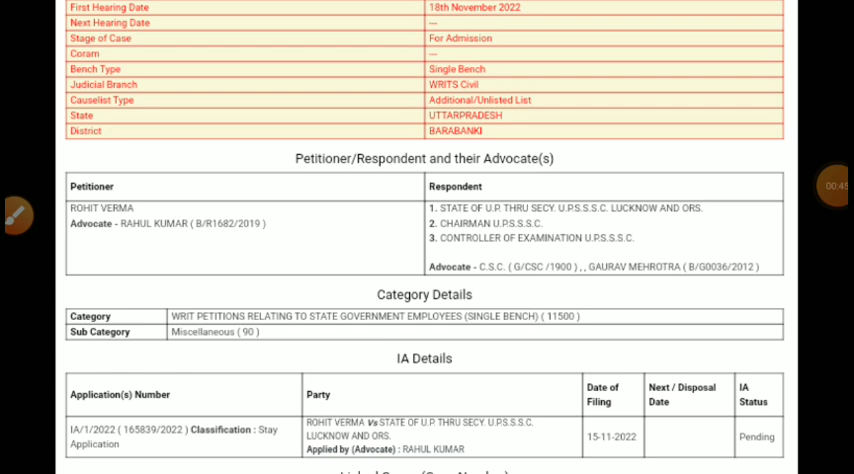 First Hearing Date 18th November 2022
Next Hearing Date ---
Stage of Case For Admission
Coram ---
Bench Type Single Bench
Judicial Branch WRITS Civil
Causelist Type Additional/Unlisted List
State UTTARPRADESH
District BARABANKI
Petitioner/Respondent and their Advocate(s)
Petitioner Respondent
ROHIT VERMA 1. STATE OF U.P. THRU SECY. U.P.S.S.S.C. LUCKNOW AND ORS.
Advocate - RAHUL KUMAR ( B/R1682/2019 ) 2. CHAIRMAN U.P.S.S.S.C.
3. CONTROLLER OF EXAMINATION U.P.S.S.S.C.
Advocate - C.S.C. ( G/CSC /1900 ) , , GAURAV MEHROTRA ( B/G0036/2012 )
Category Details
Category WRIT PETITIONS RELATING TO STATE GOVERNMENT EMPLOYEES (SINGLE BENCH) ( 11500 )
Sub Category Miscellaneous ( 90 )
IA Details
Application(s) Number Party Date of Filing Next / Disposal Date IA Status
IA/1/2022 ( 165839/2022 ) Classification : Stay Application ROHIT VERMA Vs STATE OF U.P. THRU SECY. U.P.S.S.S.C. LUCKNOW AND ORS. 15-11-2022 Pending
Applied by (Advocate) : RAHUL KUMAR
00:45